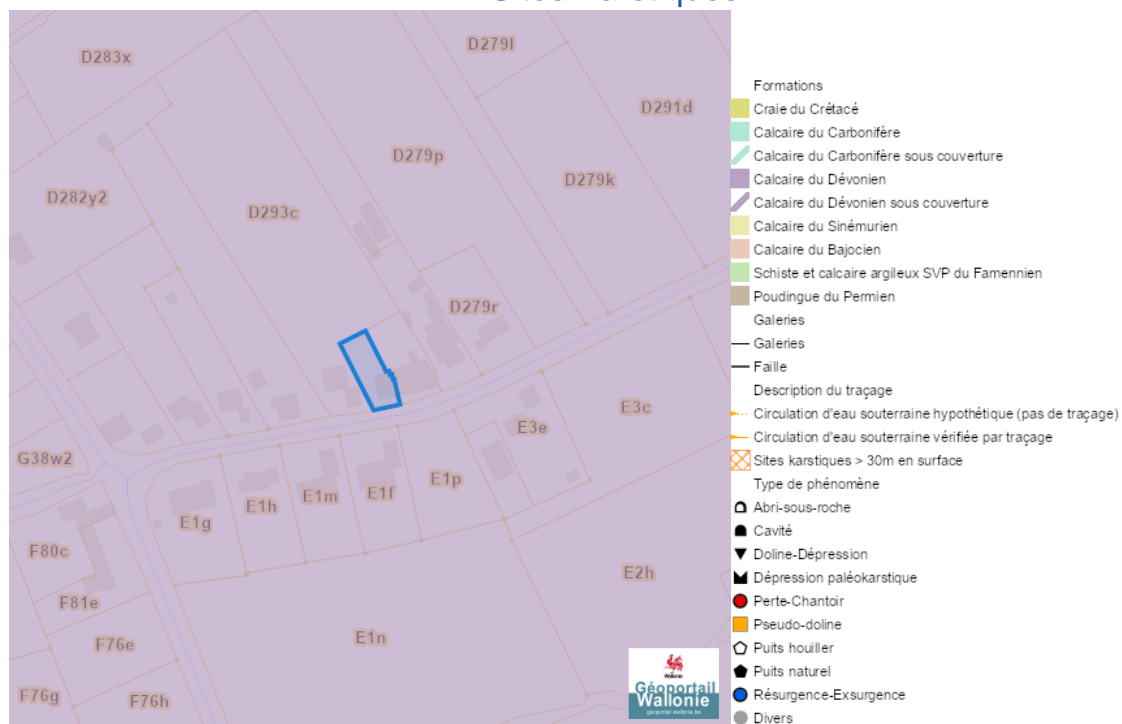 D283x
D279l
D291d
D279p
D279k
D282y2
D293c
D279r
E3c
E3e
G38w2
E1p
E1f
E1m
E1h
E1g
F80c
E2h
F81e
E1n
F76e
F76g
F76h
Wallonie
Géoportail
Wallonie
geoportail.wallonie.be
Formations
Craie du Crétacé
Calcaire du Carbonifère
Calcaire du Carbonifère sous couverture
Calcaire du Dévonien
Calcaire du Dévonien sous couverture
Calcaire du Sinémurien
Calcaire du Bajocien
Schiste et calcaire argileux SVP du Famennien
Poudingue du Permien
Galeries
Galeries
Faille
Description du traçage
Circulation d'eau souterraine hypothétique (pas de traçage)
Circulation d'eau souterraine vérifiée par traçage
Sites karstiques > 30m en surface
Type de phénomène
Abri-sous-roche
Cavité
Doline-Dépression
Dépression paléokarstique
Perte-Chantoir
Pseudo-doline
Puits houiller
Puits naturel
Résurgence-Exsurgence
Divers